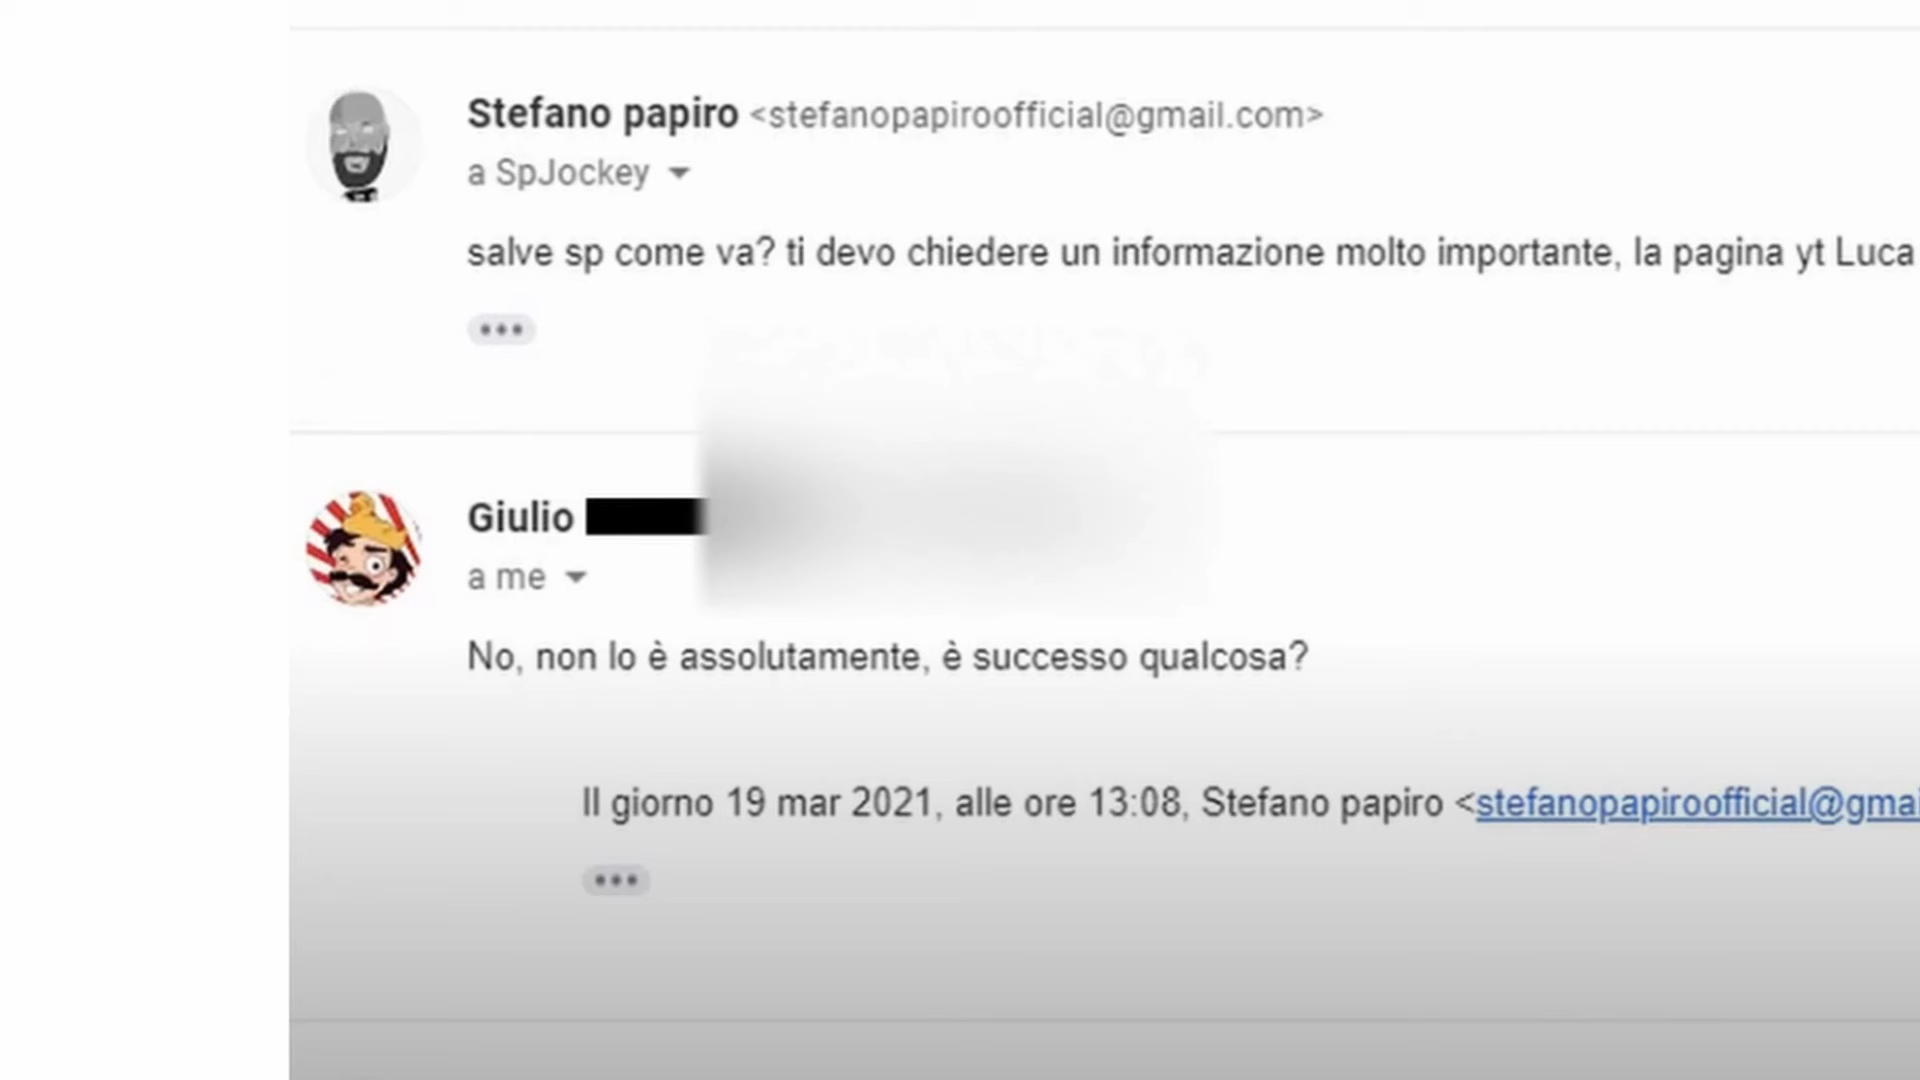 Stefano papiro <stefanopapiroofficial@gmail.com>
a SpJockey
salve sp come va? ti devo chiedere un informazione molto importante, la pagina yt Luca
Giulio
a me
No, non lo è assolutamente, è successo qualcosa?
Il giorno 19 mar 2021, alle ore 13:08, Stefano papiro <stefanopapiroofficial@gmai